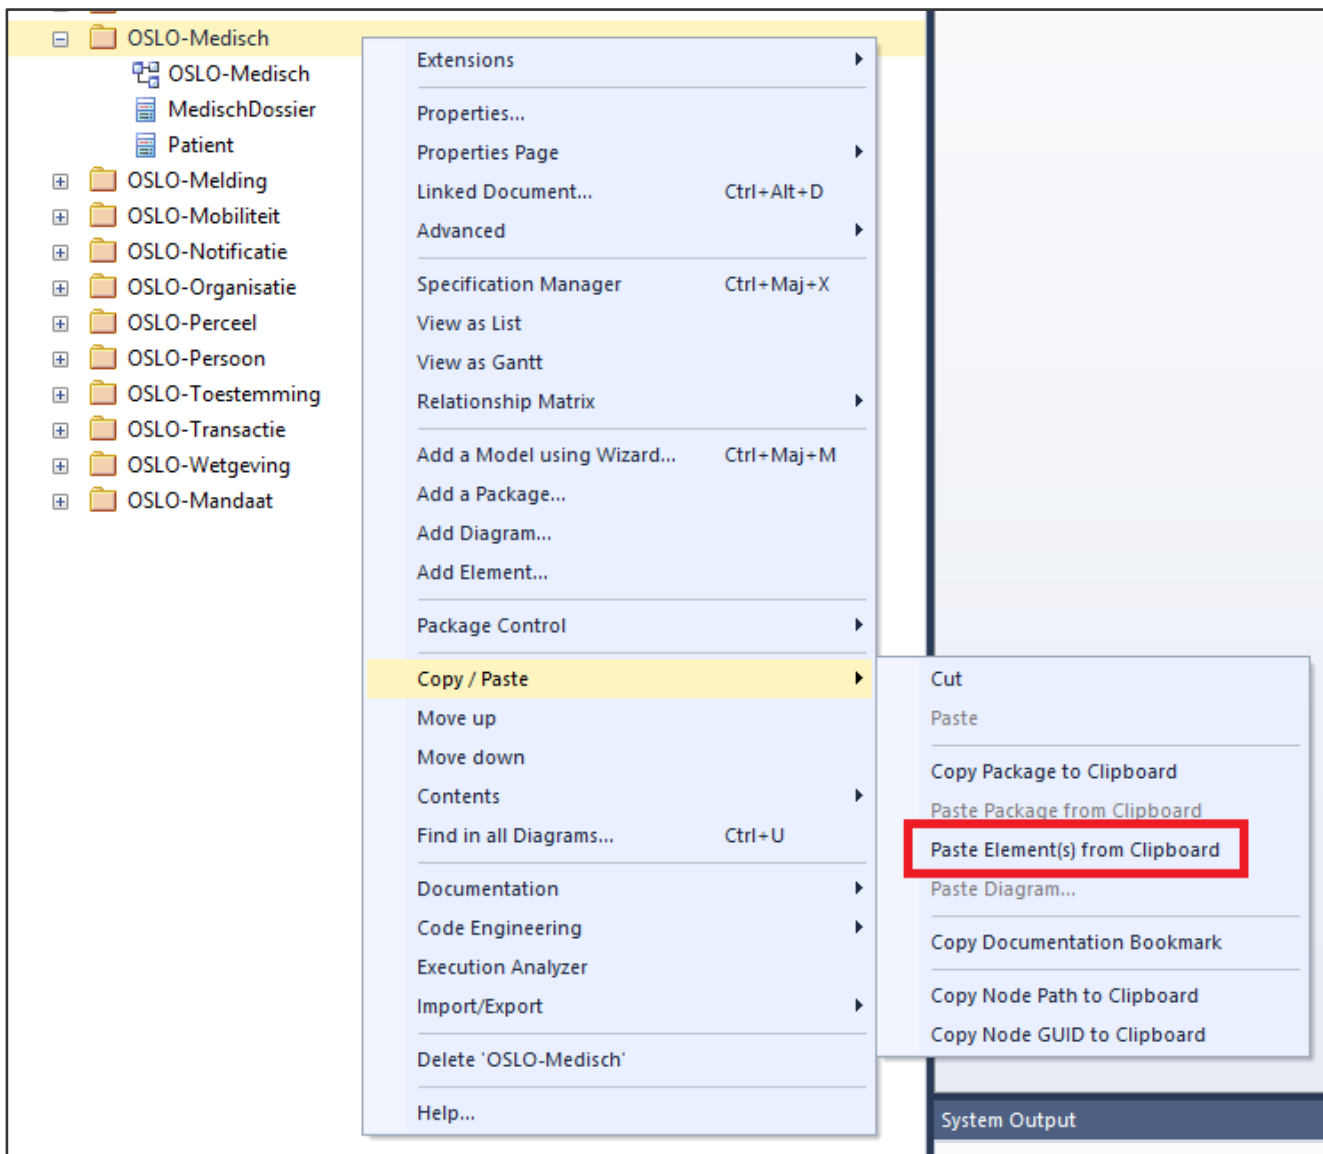 OSLO-Medisch
OSLO-Medisch
MedischDossier
Patient
OSLO-Melding
OSLO-Mobiliteit
OSLO-Notificatie
OSLO-Organisatie
OSLO-Perceel
OSLO-Persoon
OSLO-Toestemming
OSLO-Transactie
OSLO-Wetgeving
OSLO-Mandaat
Extensions
Properties...
Properties Page
Linked Document... Ctrl+Alt+D
Advanced
Specification Manager Ctrl+Maj+X
View as List
View as Gantt
Relationship Matrix
Add a Model using Wizard... Ctrl+Maj+M
Add a Package...
Add Diagram...
Add Element...
Package Control
Copy / Paste
Move up
Move down
Contents
Find in all Diagrams... Ctrl+U
Documentation
Code Engineering
Execution Analyzer
Import/Export
Delete 'OSLO-Medisch'
Help...
Cut
Paste
Copy Package to Clipboard
Paste Package from Clipboard
Paste Element(s) from Clipboard
Paste Diagram...
Copy Documentation Bookmark
Copy Node Path to Clipboard
Copy Node GUID to Clipboard
System Output